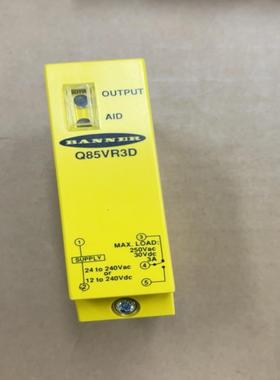 OUTPUT
AID
BANNER
Q85VR3D
3
MAX. LOAD:
250Vac
30Vdc
3A
1
4
SUPPLY
24 to 240Vac
or
12 to 240Vdc
2
5